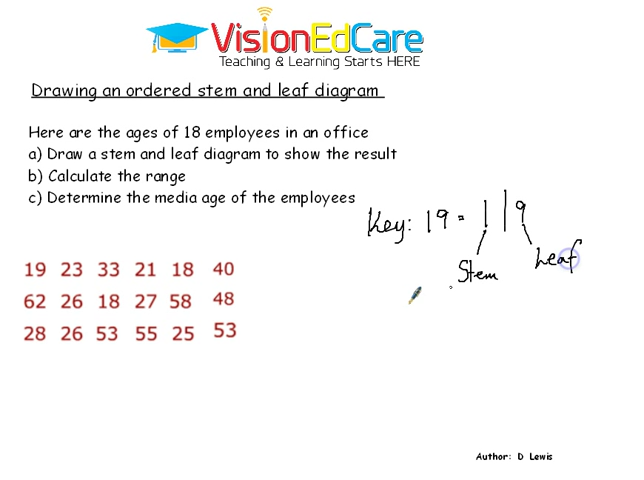 VisionEdCare
Teaching & Learning Starts HERE
Drawing an ordered stem and leaf diagram
Here are the ages of 18 employees in an office
a) Draw a stem and leaf diagram to show the result
b) Calculate the range
c) Determine the media age of the employees
Key: 19 = 1 | 9
Stem Leaf
19 23 33 21 18 40
62 26 18 27 58 48
28 26 53 55 25 53
Author: D Lewis